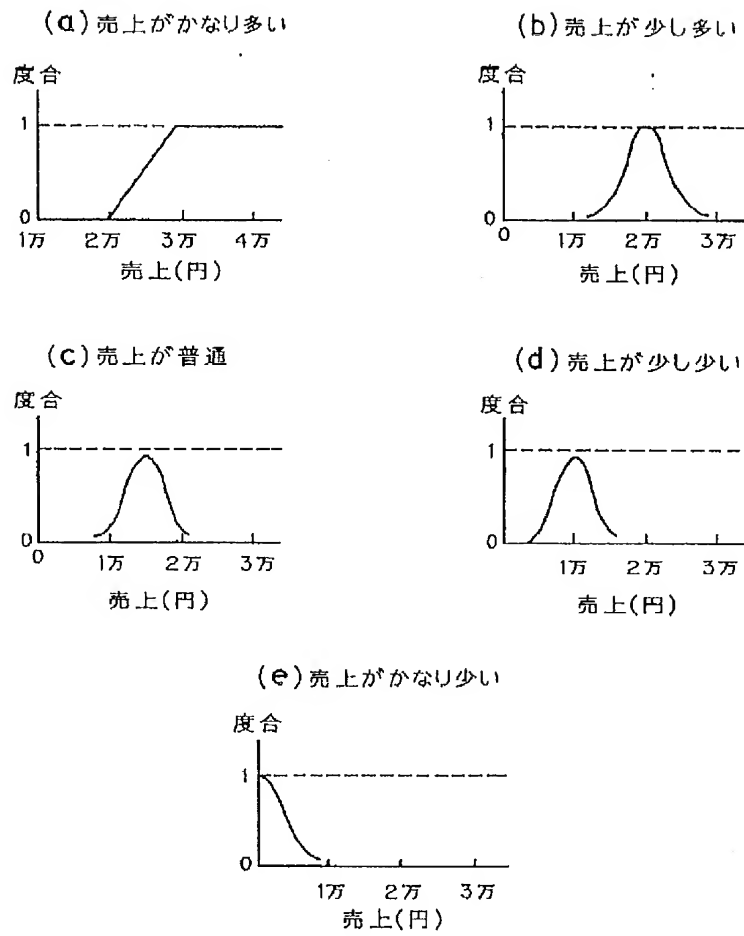 (a)売上がかなり多い
度合
1
0
1万 2万 3万 4万
売上(円)
(b)売上が少し多い
度合
1
0
0 1万 2万 3万
売上(円)
(c)売上が普通
度合
1
0
0 1万 2万 3万
売上(円)
(d)売上が少し少い
度合
1
0
1万 2万 3万
売上(円)
(e)売上がかなり少い
度合
1
0
1万 2万 3万
売上(円)